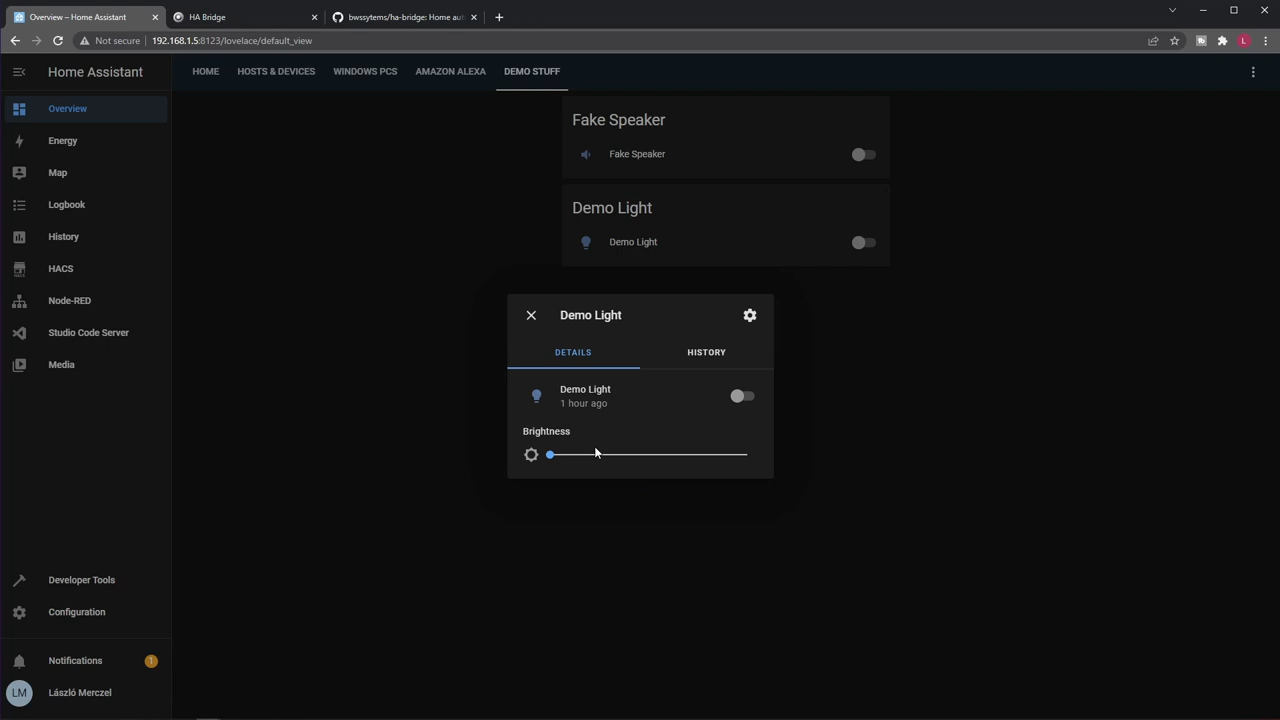 Overview – Home Assistant
HA Bridge
bwssytems/ha-bridge: Home aut
Not secure
192.168.1.5:8123/lovelace/default_view
L
Home Assistant
HOME
HOSTS & DEVICES
WINDOWS PCS
AMAZON ALEXA
DEMO STUFF
Overview
Energy
Map
Logbook
History
HACS
Node-RED
Studio Code Server
Media
Developer Tools
Configuration
Notifications
1
LM
László Merczel
Fake Speaker
Fake Speaker
Demo Light
Demo Light
Demo Light
DETAILS
HISTORY
Demo Light
1 hour ago
Brightness